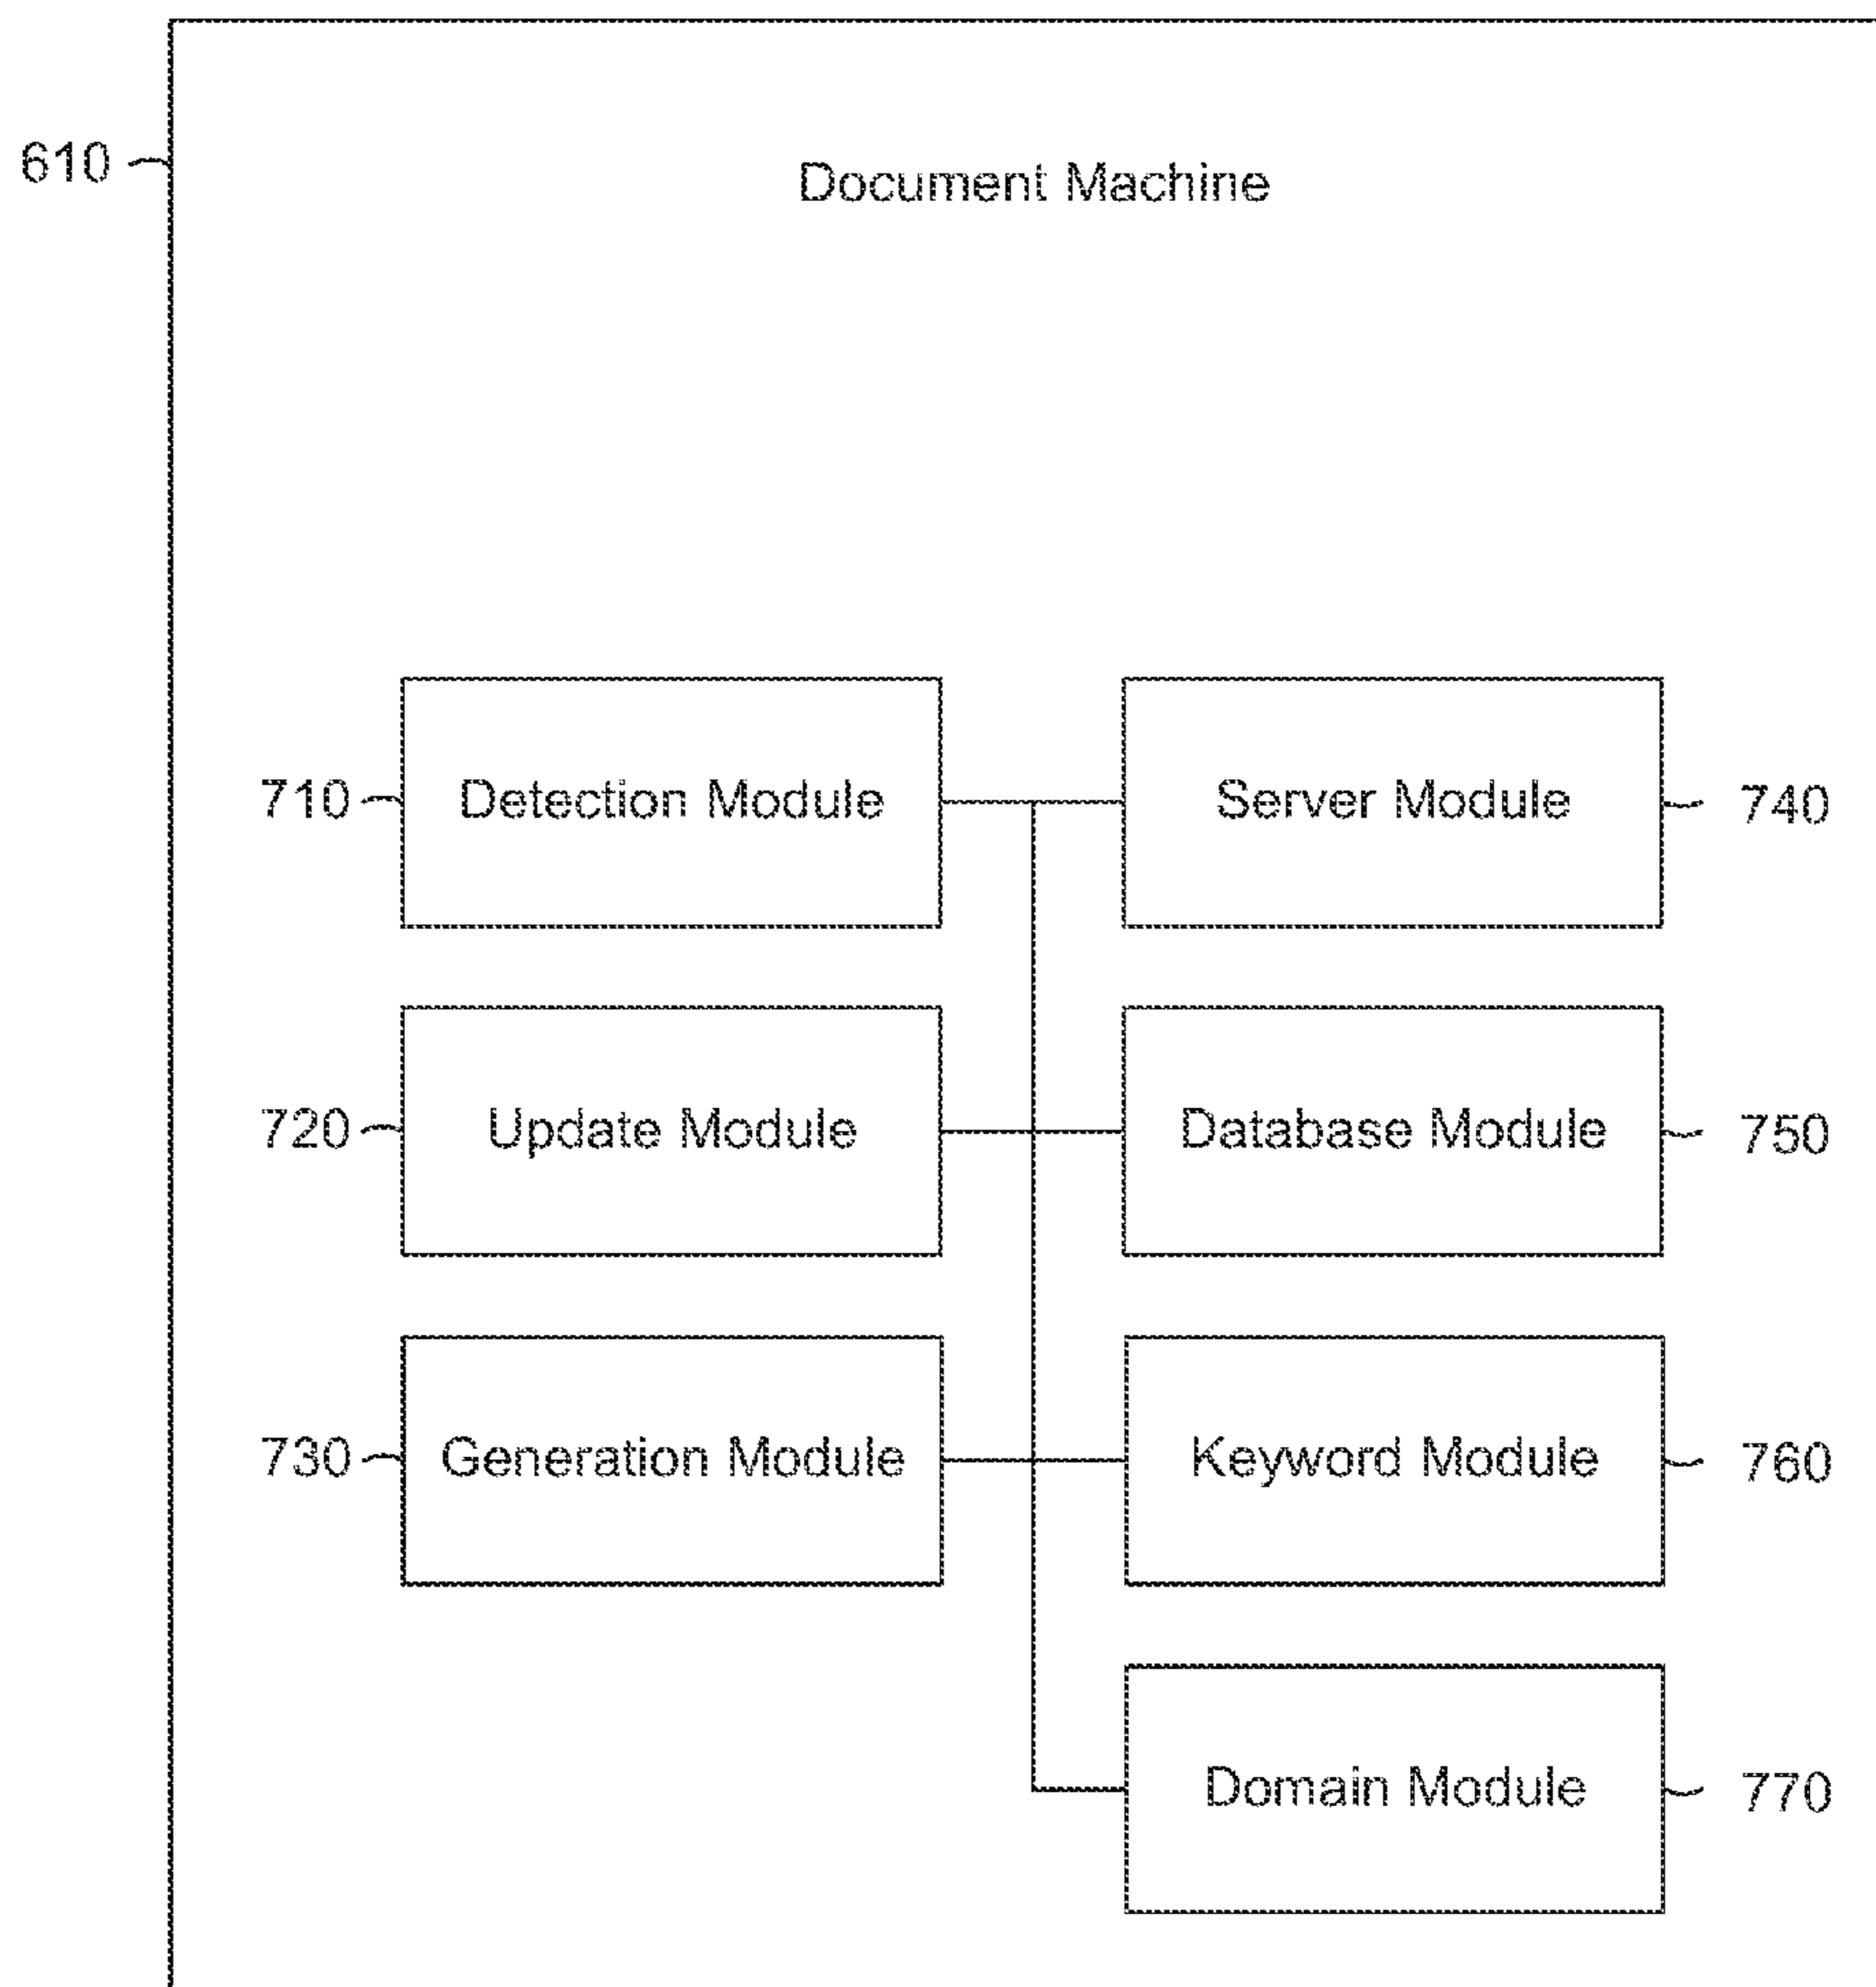 610
Document Machine
710 Detection Module Server Module 740
720 Update Module Database Module 750
730 Generation Module Keyword Module 760
Domain Module 770